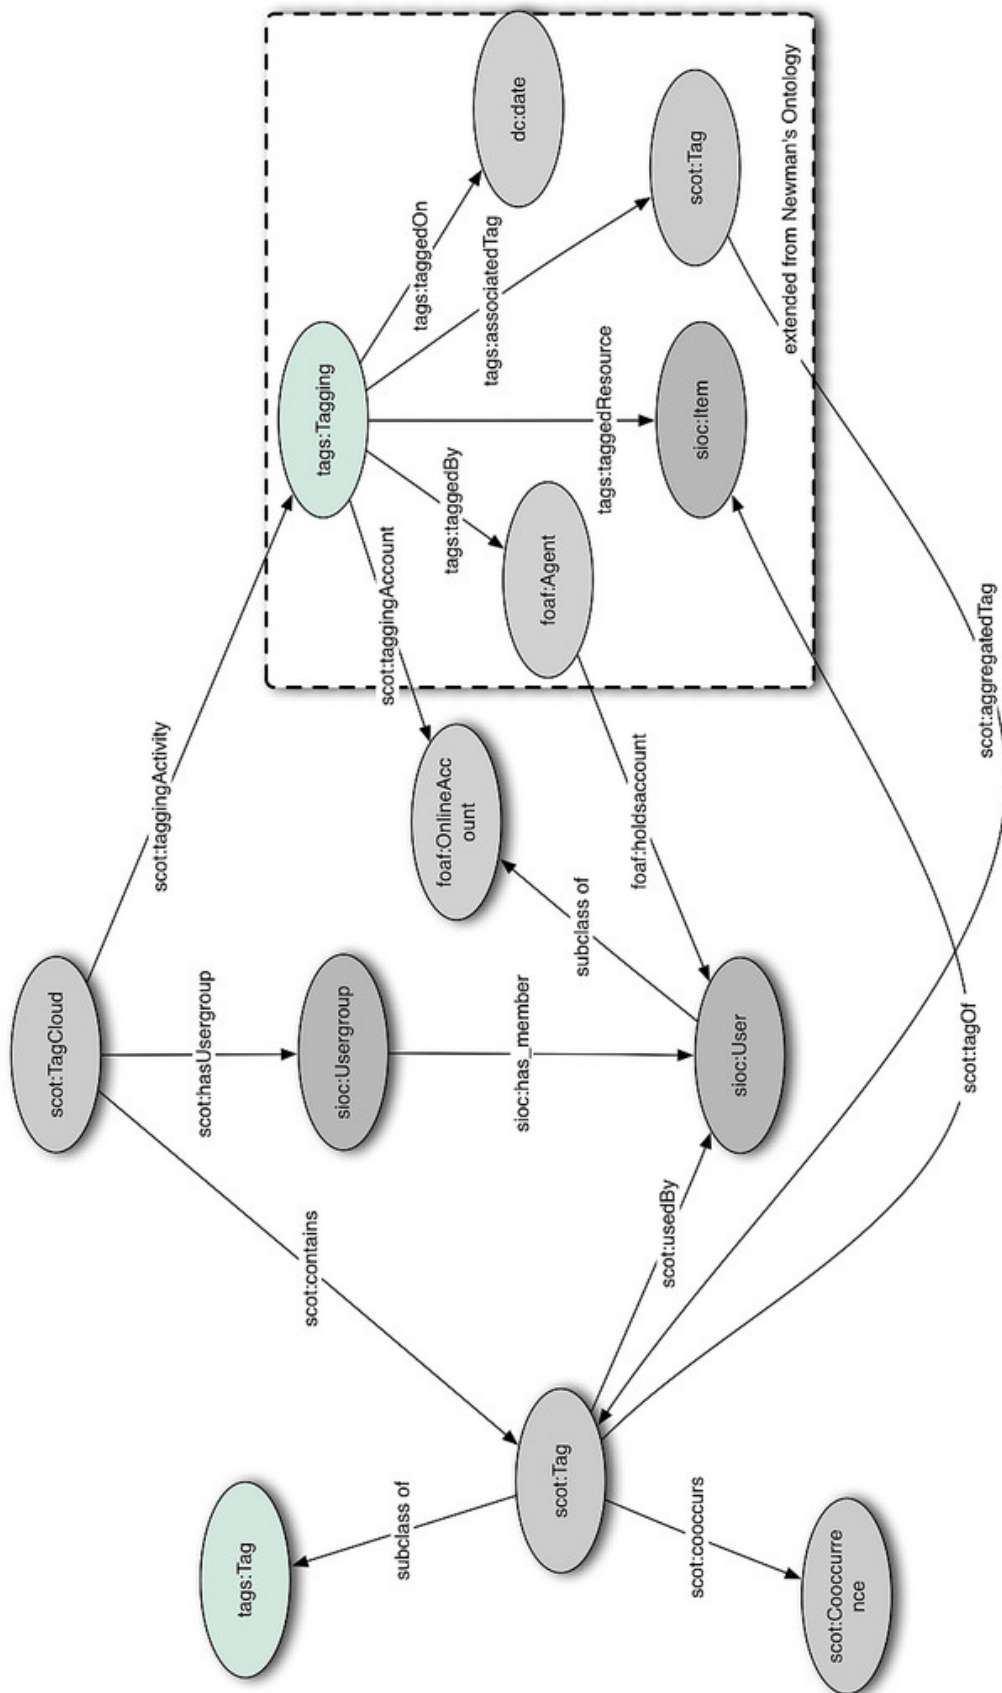 scot:TagCloud
scot:taggingActivity
scot:hasUsergroup
scot:contains
tags:Tagging
tags:taggedOn
dc:date
tags:associatedTag
scot:Tag
tags:taggedResource
sioc:Item
tags:taggedBy
foaf:Agent
scot:taggingAccount
extended from Newman's Ontology
foaf:OnlineAcc
ount
foaf:holdsaccount
subclass of
sioc:Usergroup
sioc:has_member
sioc:User
scot:usedBy
tags:Tag
subclass of
scot:Tag
scot:cooccurs
scot:Cooccurre
nce
scot:tagOf
scot:aggregatedTag